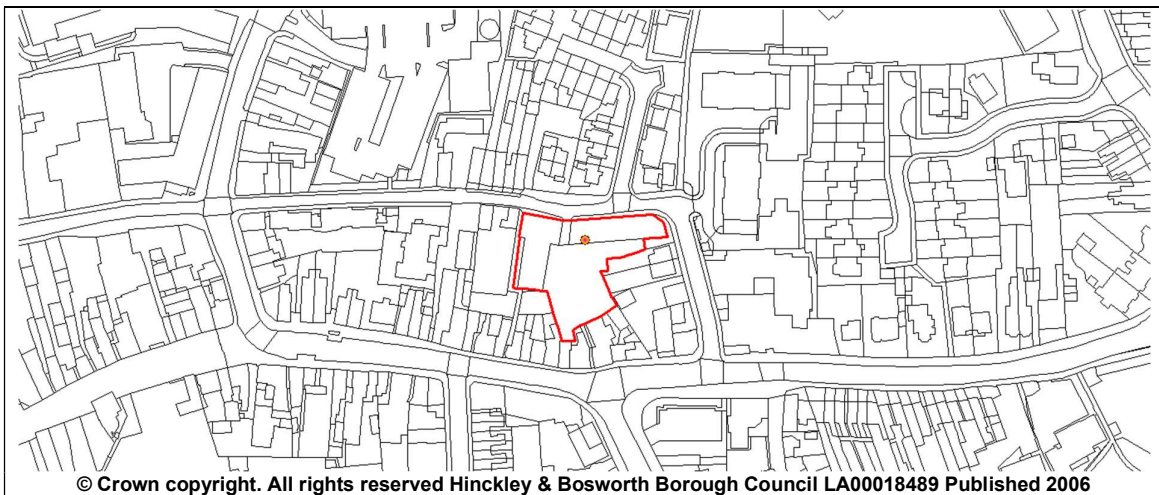 © Crown copyright. All rights reserved Hinckley & Bosworth Borough Council LA00018489 Published 2006